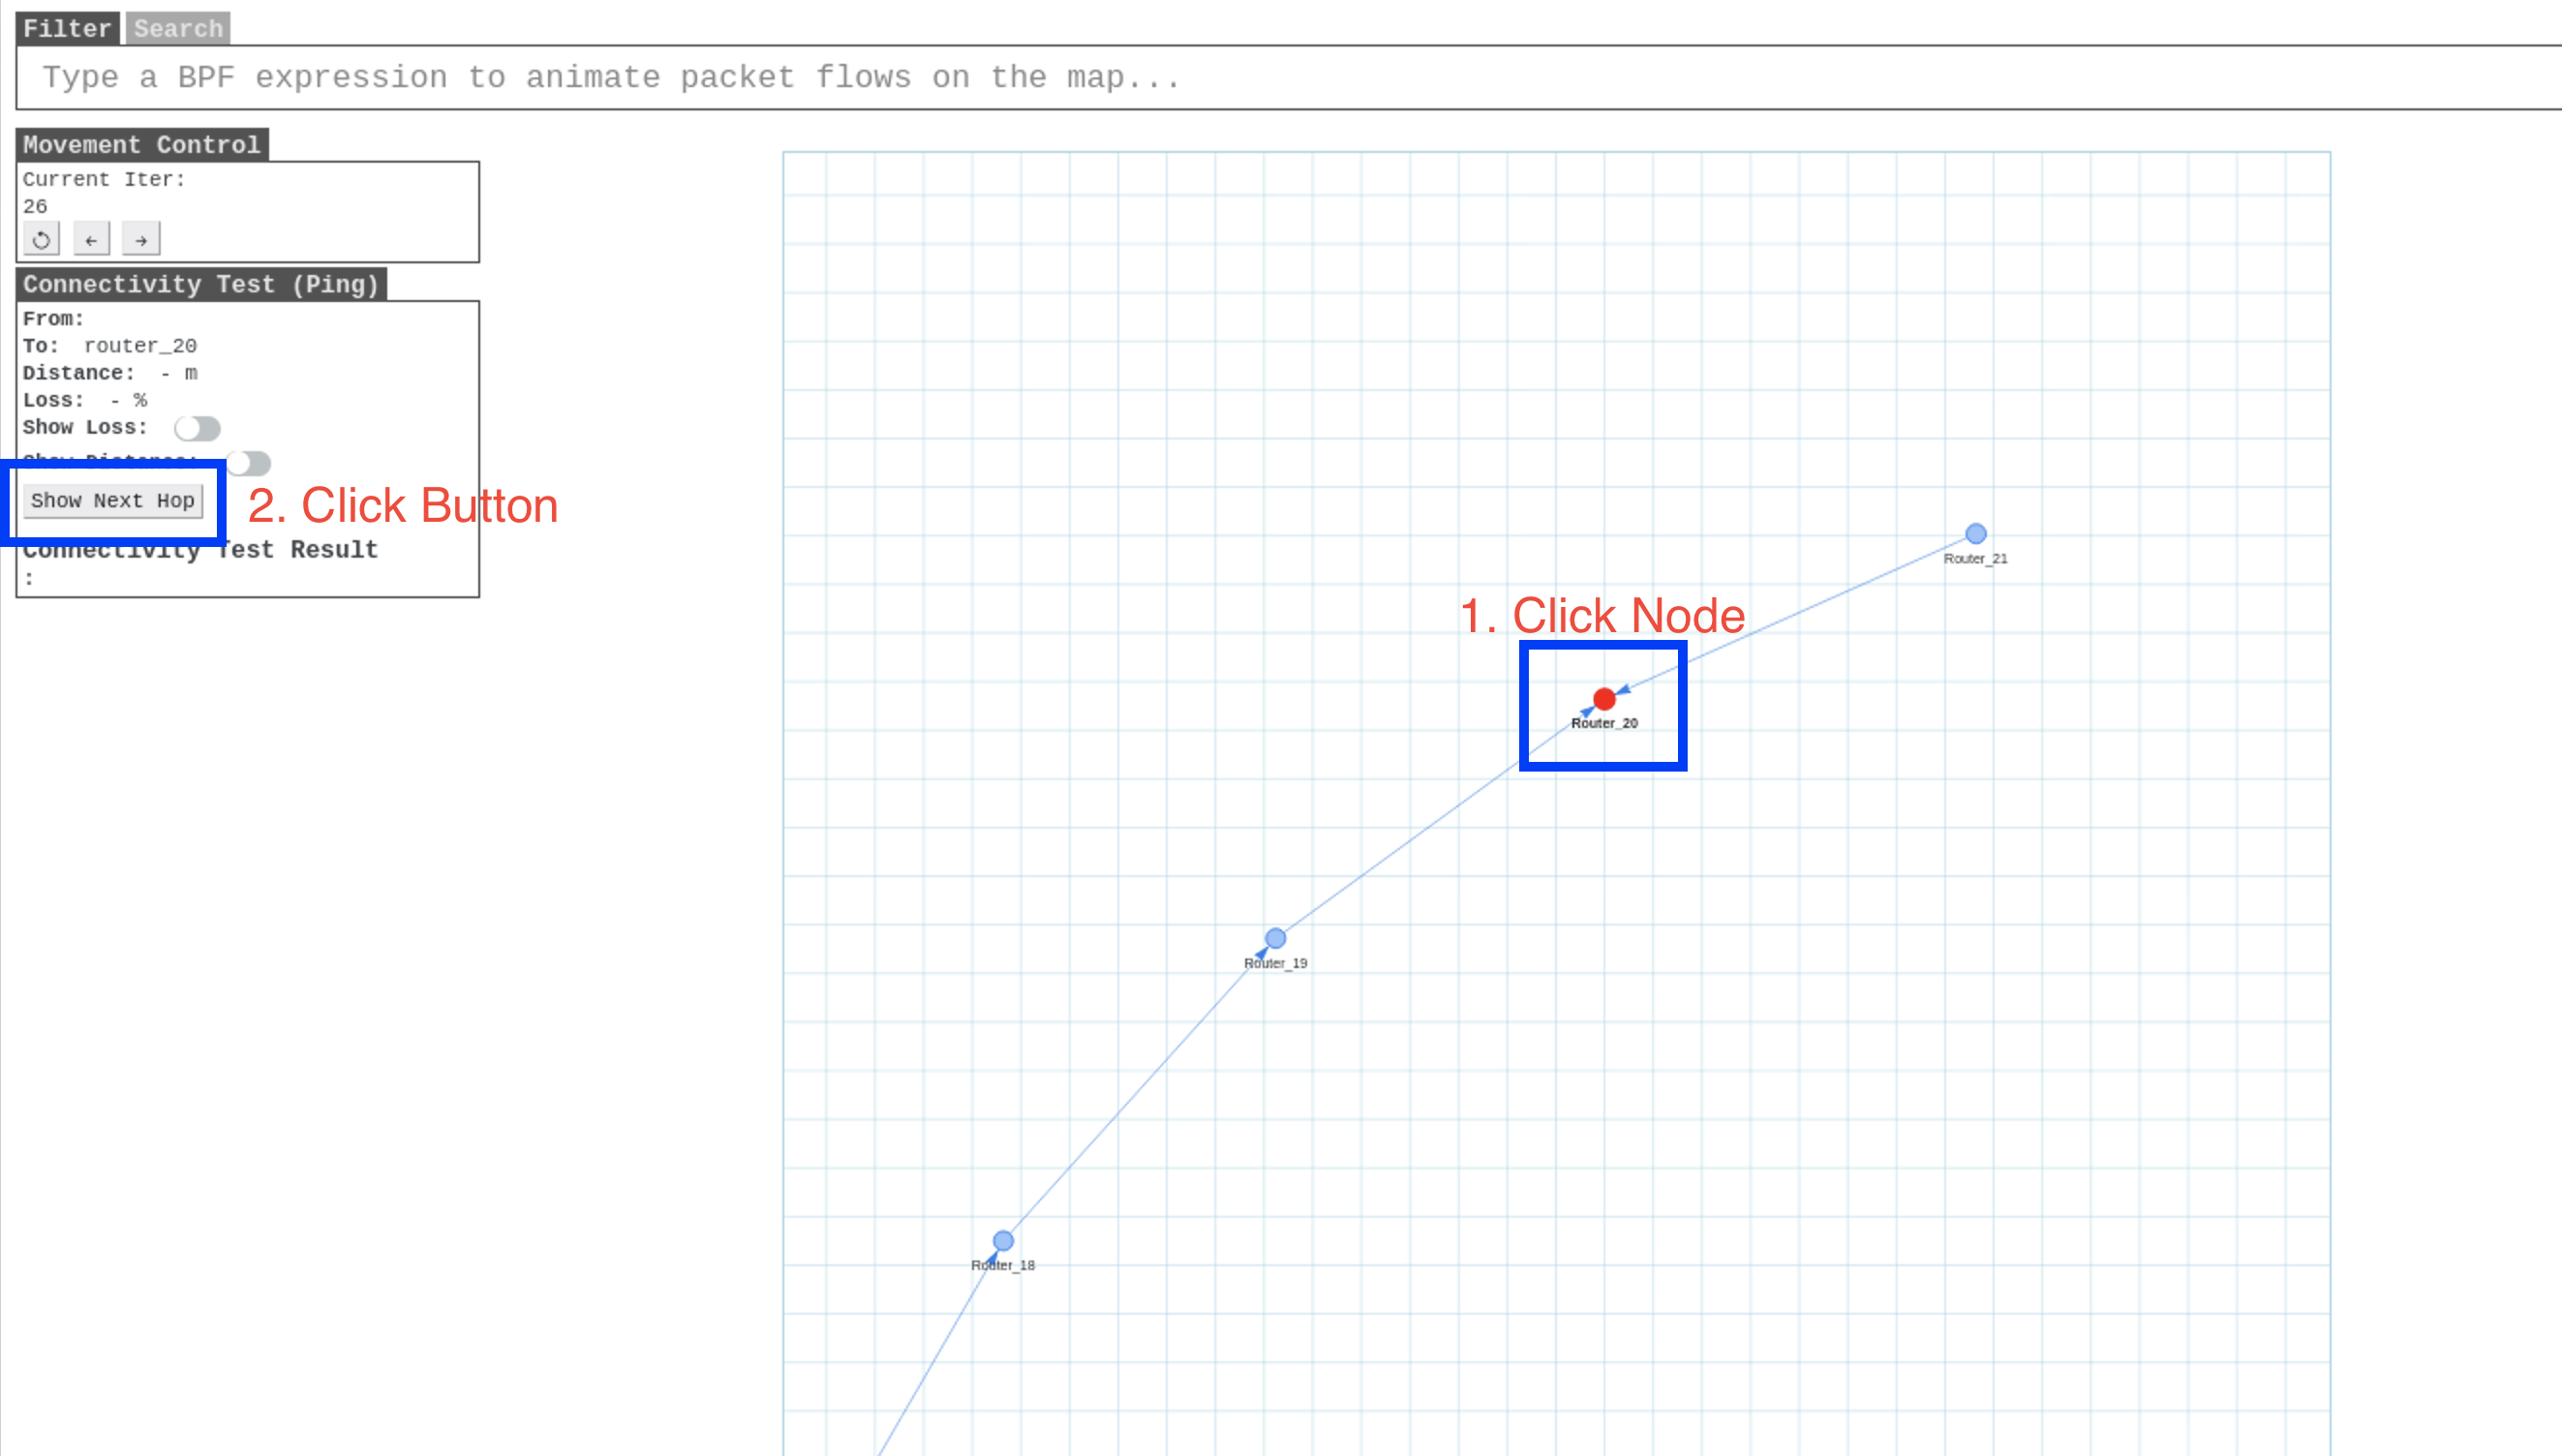 Filter Search
Type a BPF expression to animate packet flows on the map...
Movement Control
Current Iter:
26
Connectivity Test (Ping)
From:
To: router_20
Distance: - m
Loss: - %
Show Loss:
Show Distance:
Show Next Hop
2. Click Button
Connectivity Test Result
:
Router_21
1. Click Node
Router_20
Router_19
Router_18